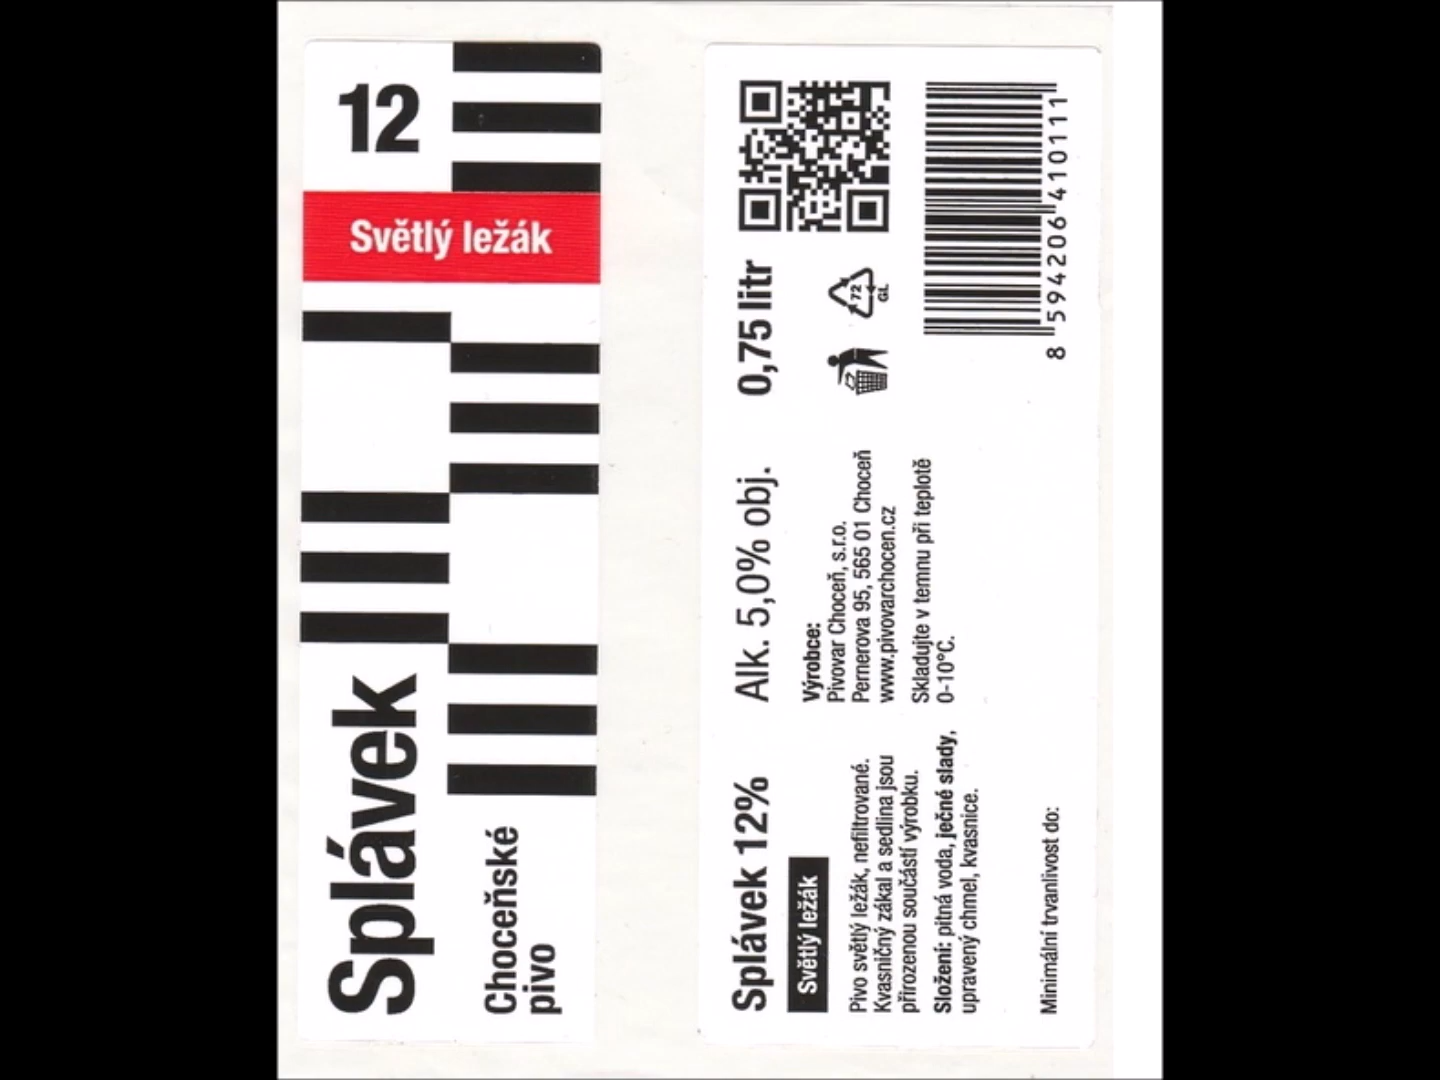 12
Světlý ležák
Splávek
Choceňské
pivo
Splávek 12%
Světlý ležák
Pivo světlý ležák, nefiltrované.
Kvasničný zákal a sedlina jsou
přirozenou součástí výrobku.
Složení: pitná voda, ječné slady,
upravený chmel, kvasnice.
Minimální trvanlivost do:
Alk. 5,0% obj.
Výrobce:
Pivovar Choceň, s.r.o.
Pernerova 95, 565 01 Choceň
www.pivovarchocen.cz
Skladujte v temnu při teplotě
0-10°C.
0,75 litr
72
GL
8 594206 410111